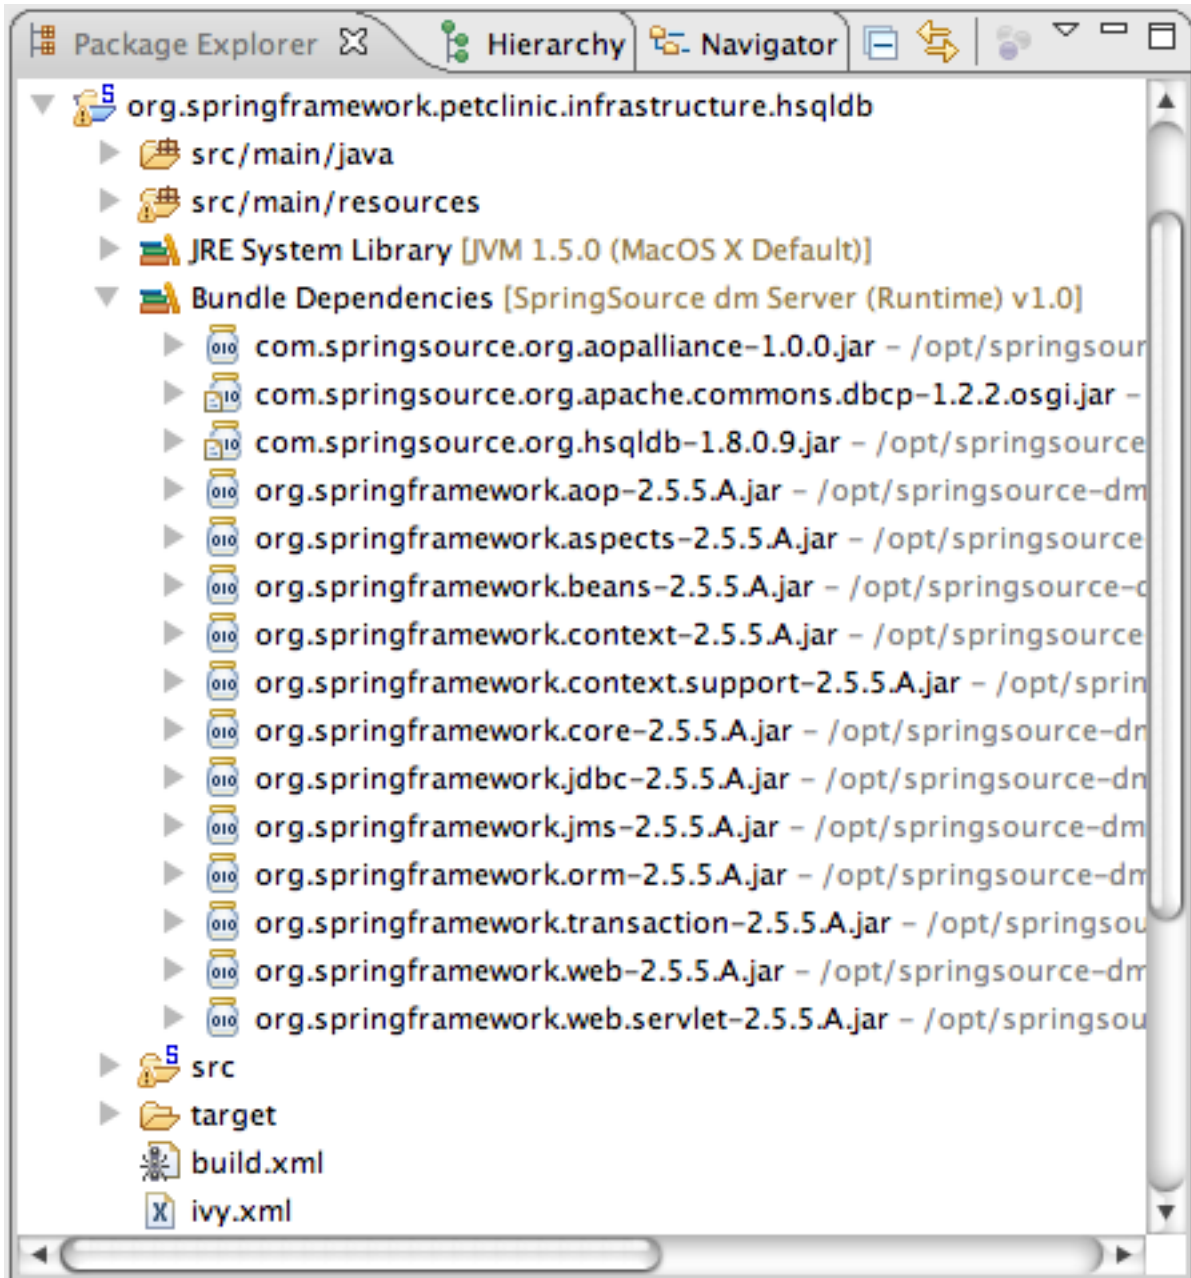 Package Explorer Hierarchy Navigator
org.springframework.petclinic.infrastructure.hsqldb
src/main/java
src/main/resources
JRE System Library [JVM 1.5.0 (MacOS X Default)]
Bundle Dependencies [SpringSource dm Server (Runtime) v1.0]
com.springsource.org.aopalliance-1.0.0.jar – /opt/springsour
com.springsource.org.apache.commons.dbcp-1.2.2.osgi.jar –
com.springsource.org.hsqldb-1.8.0.9.jar – /opt/springsource
org.springframework.aop-2.5.5.A.jar – /opt/springsource-dm
org.springframework.aspects-2.5.5.A.jar – /opt/springsource
org.springframework.beans-2.5.5.A.jar – /opt/springsource-d
org.springframework.context-2.5.5.A.jar – /opt/springsource
org.springframework.context.support-2.5.5.A.jar – /opt/sprin
org.springframework.core-2.5.5.A.jar – /opt/springsource-dn
org.springframework.jdbc-2.5.5.A.jar – /opt/springsource-dn
org.springframework.jms-2.5.5.A.jar – /opt/springsource-dm
org.springframework.orm-2.5.5.A.jar – /opt/springsource-dm
org.springframework.transaction-2.5.5.A.jar – /opt/springsou
org.springframework.web-2.5.5.A.jar – /opt/springsource-dm
org.springframework.web.servlet-2.5.5.A.jar – /opt/springsou
src
target
build.xml
ivy.xml